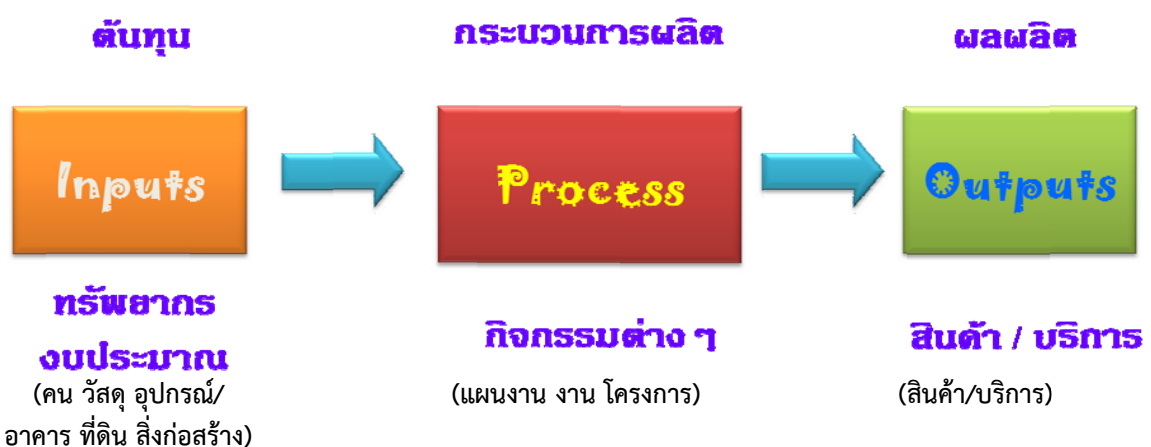 ต้นทุน
กระบวนการผลิต
ผลผลิต
Inputs
Process
Outputs
ทรัพยากร
งบประมาณ
(คน วัสดุ อุปกรณ์/
อาคาร ที่ดิน สิ่งก่อสร้าง)
กิจกรรมต่าง ๆ
(แผนงาน งาน โครงการ)
สินค้า / บริการ
(สินค้า/บริการ)